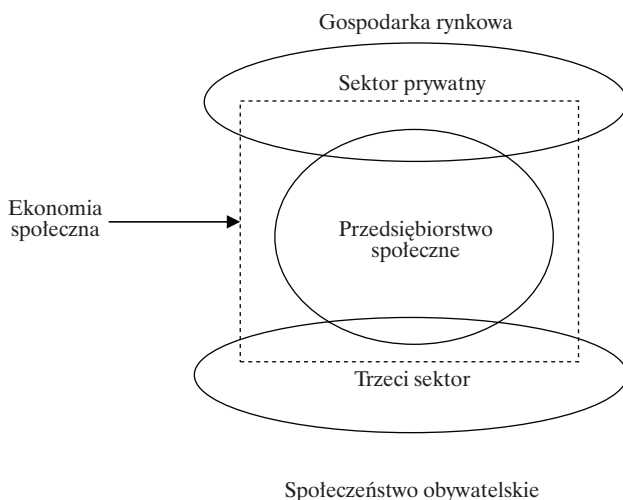 Gospodarka rynkowa
Sektor prywatny
Ekonomia
społeczna
Przedsiębiorstwo
społeczne
Trzeci sektor
Społeczeństwo obywatelskie